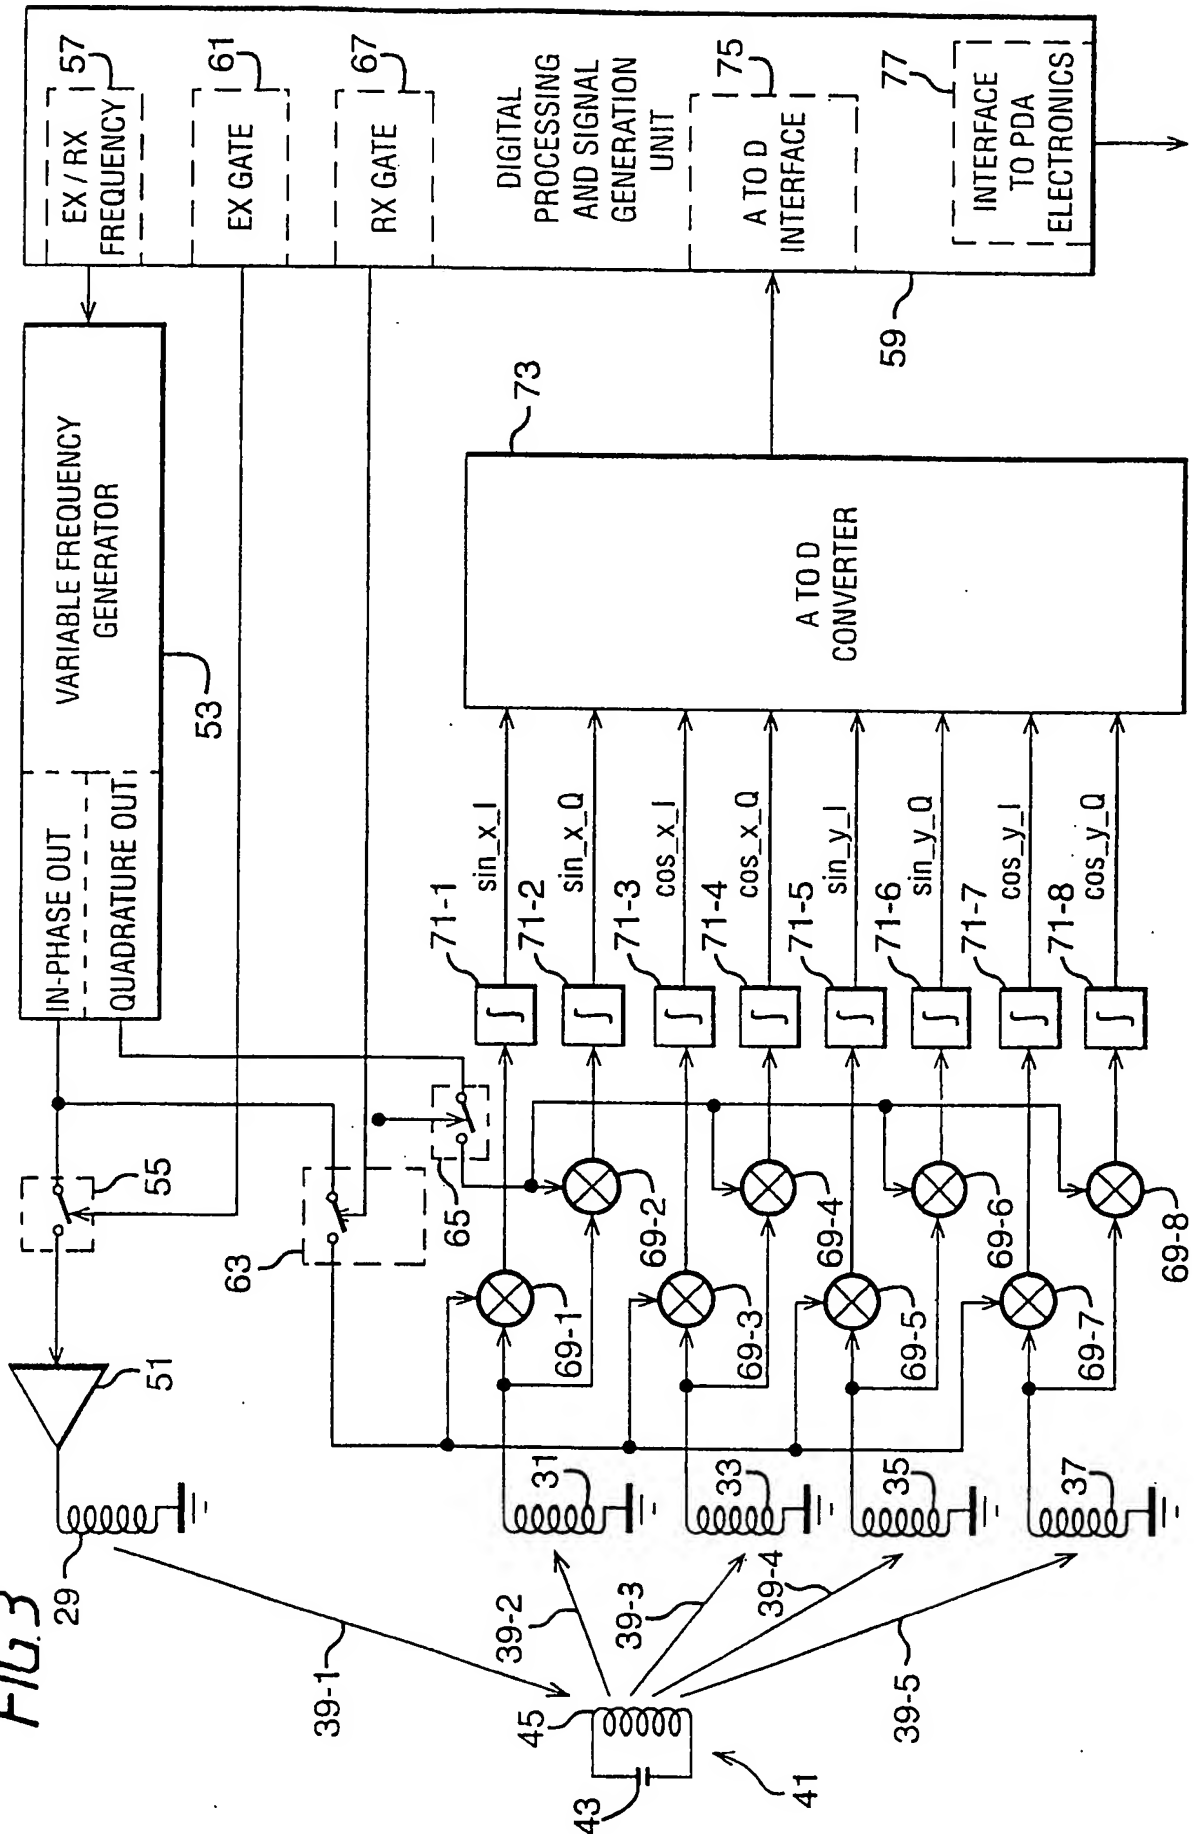 FIG.3
29
51
55
IN-PHASE OUT
QUADRATURE OUT
VARIABLE FREQUENCY
GENERATOR
53
EX / RX
FREQUENCY
57
EX GATE
61
RX GATE
67
DIGITAL
PROCESSING
AND SIGNAL
GENERATION
UNIT
A TO D
INTERFACE
75
INTERFACE
TO PDA
ELECTRONICS
77
59
39-1
63
65
39-2
39-3
39-4
39-5
45
43
41
31
33
35
37
69-1
69-2
69-3
69-4
69-5
69-6
69-7
69-8
71-1
71-2
71-3
71-4
71-5
71-6
71-7
71-8
∫
∫
∫
∫
∫
∫
∫
∫
sin_x_I
sin_x_Q
cos_x_I
cos_x_Q
sin_y_I
sin_y_Q
cos_y_I
cos_y_Q
A TO D
CONVERTER
73